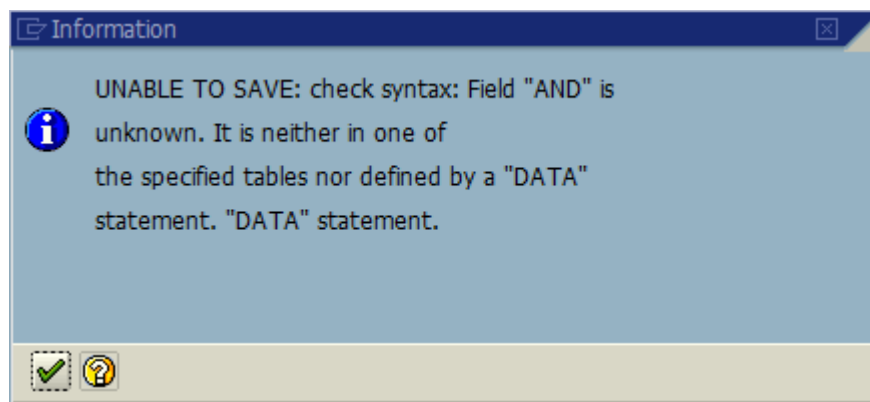 Information
UNABLE TO SAVE: check syntax: Field "AND" is
unknown. It is neither in one of
the specified tables nor defined by a "DATA"
statement. "DATA" statement.